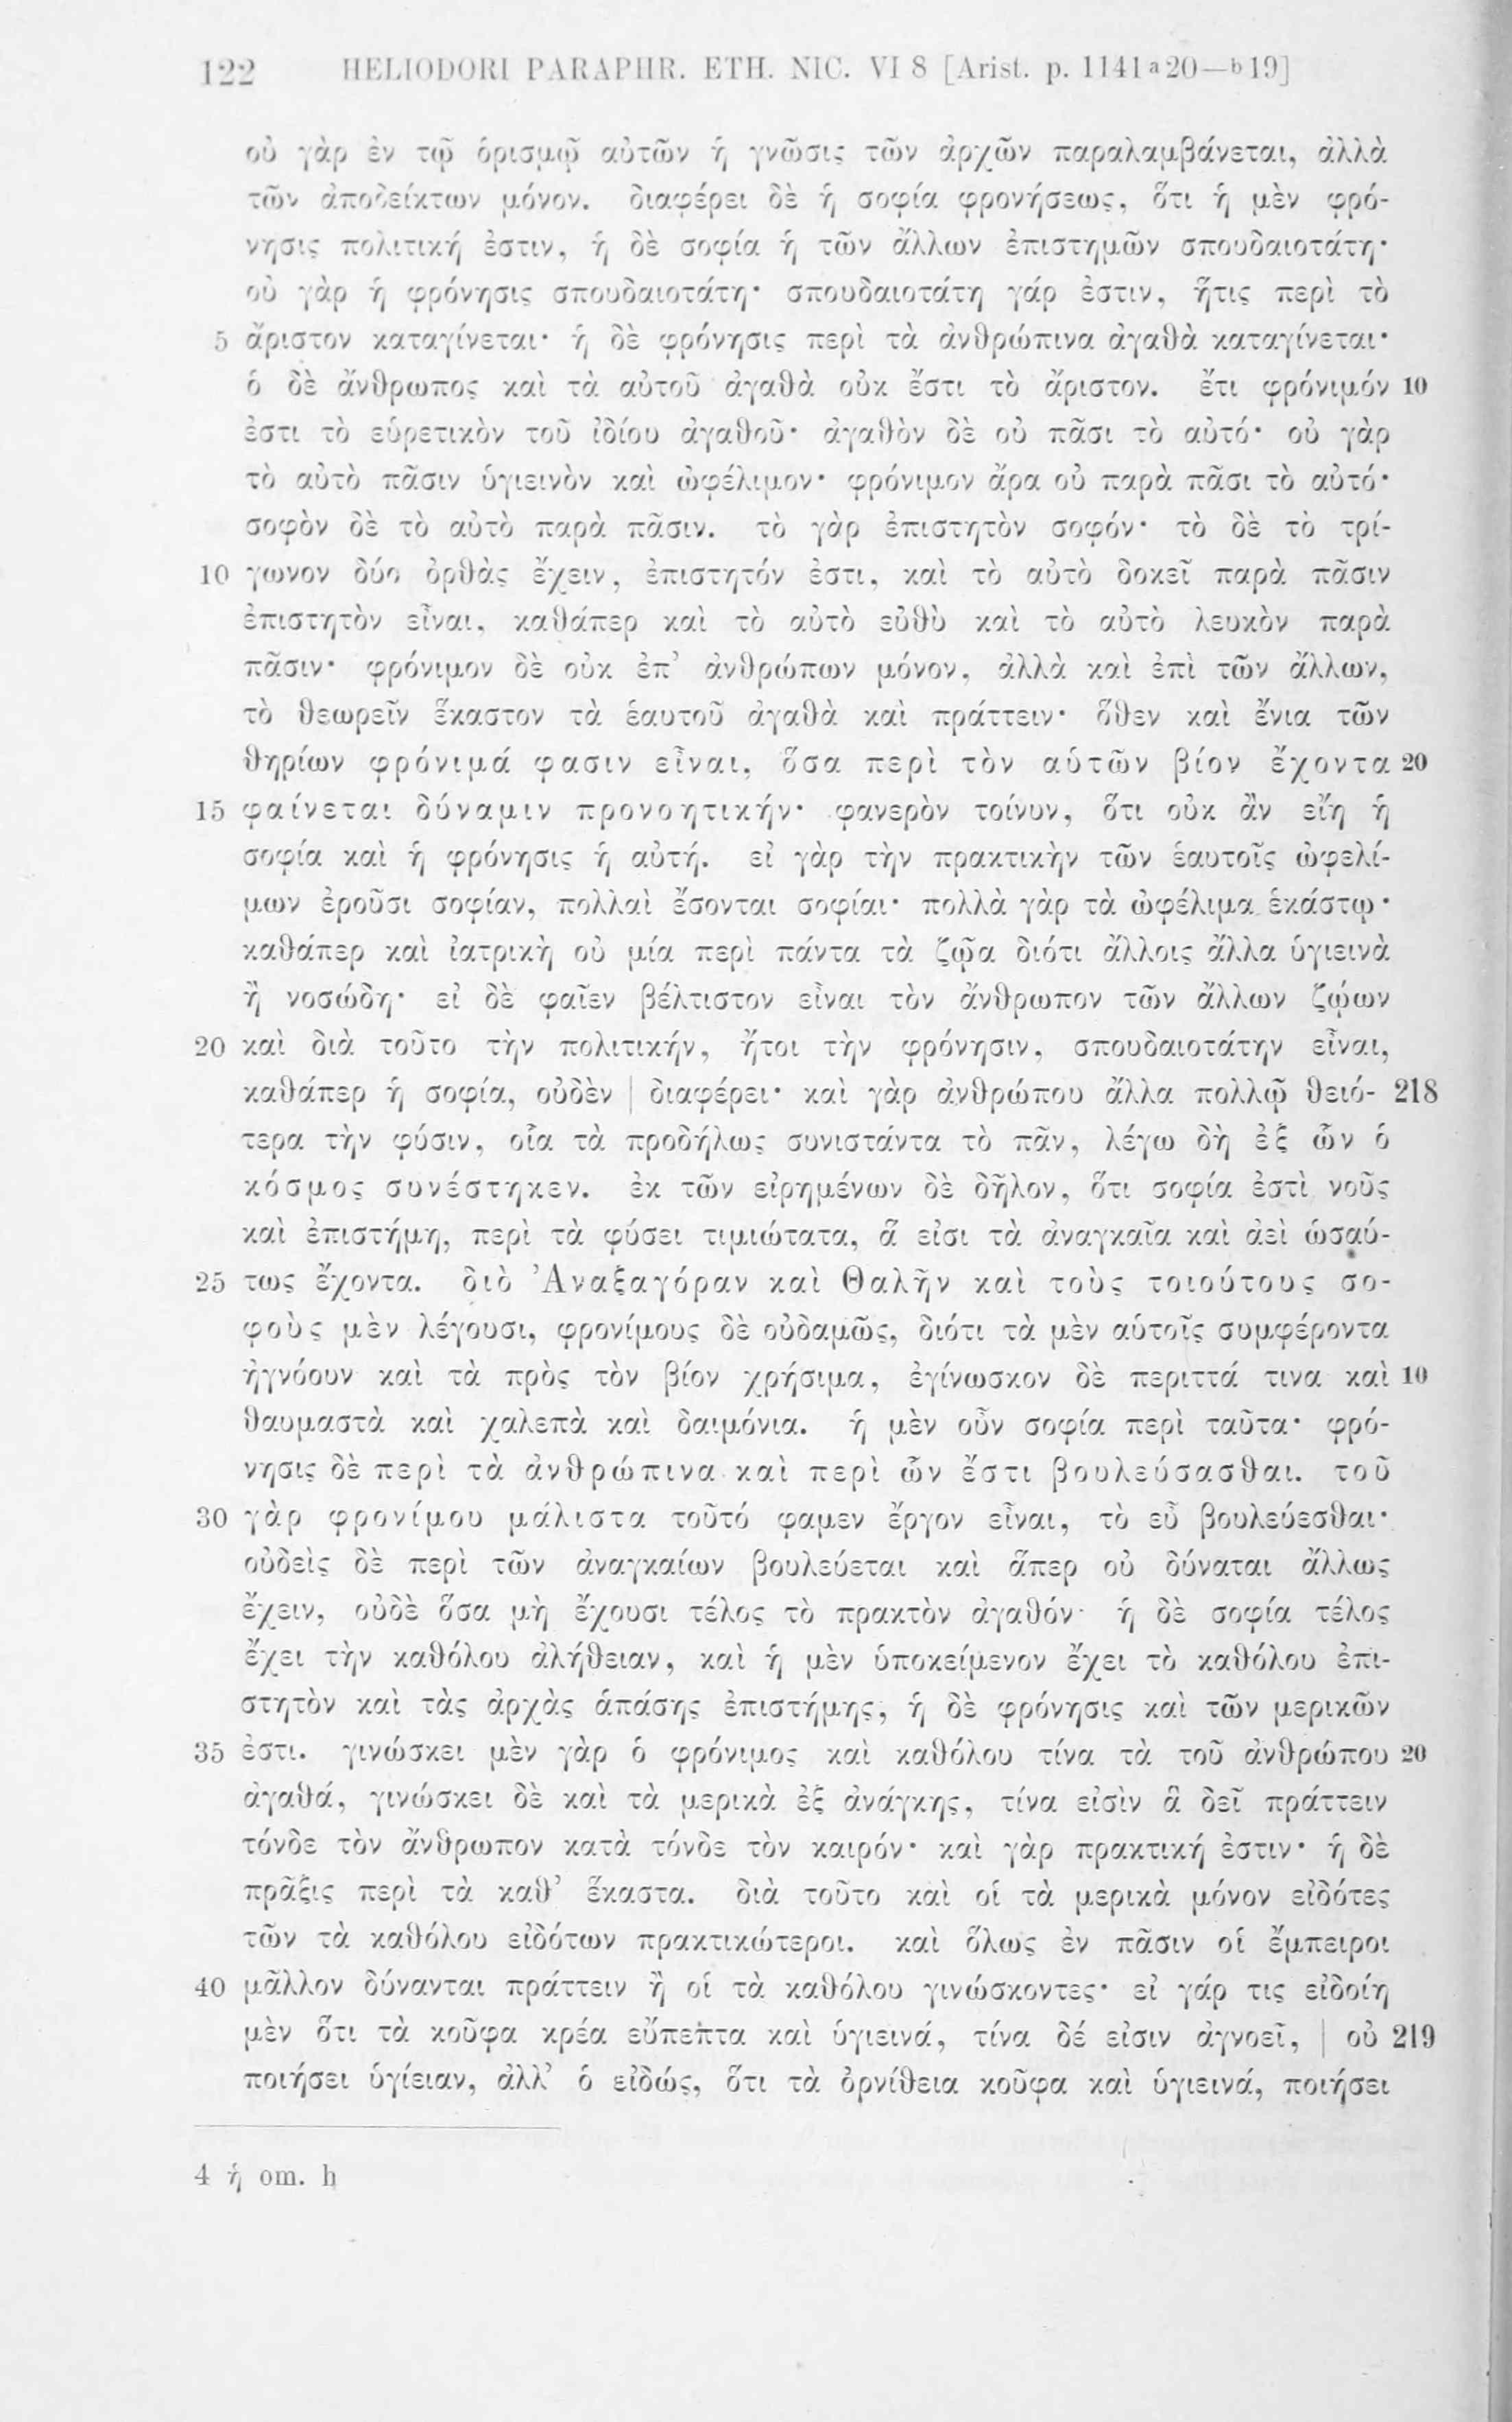 122 HELIODORI PARAPHR. ETH. NIC. VI 8 [Arist. p. 1141ᵃ20—ᵇ19]
οὐ γὰρ ἐν τῷ ὁρισμῷ αὐτῶν ἡ γνῶσις τῶν ἀρχῶν παραλαμβάνεται, ἀλλὰ
τῶν ἀποδείκτων μόνον. διαφέρει δὲ ἡ σοφία φρονήσεως, ὅτι ἡ μὲν φρό-
νησις πολιτική ἐστιν, ἡ δὲ σοφία ἡ τῶν ἄλλων ἐπιστημῶν σπουδαιοτάτη·
οὐ γὰρ ἡ φρόνησις σπουδαιοτάτη· σπουδαιοτάτη γάρ ἐστιν, ἥτις περὶ τὸ
5 ἄριστον καταγίνεται· ἡ δὲ φρόνησις περὶ τὰ ἀνθρώπινα ἀγαθὰ καταγίνεται·
ὁ δὲ ἄνθρωπος καὶ τὰ αὐτοῦ ἀγαθὰ οὐκ ἔστι τὸ ἄριστον. ἔτι φρόνιμόν 10
ἐστι τὸ εὑρετικὸν τοῦ ἰδίου ἀγαθοῦ· ἀγαθὸν δὲ οὐ πᾶσι τὸ αὐτό· οὐ γὰρ
τὸ αὐτὸ πᾶσιν ὑγιεινὸν καὶ ὠφέλιμον· φρόνιμον ἄρα οὐ παρὰ πᾶσι τὸ αὐτό·
σοφὸν δὲ τὸ αὐτὸ παρὰ πᾶσιν. τὸ γὰρ ἐπιστητὸν σοφόν· τὸ δὲ τὸ τρί-
10 γωνον δύο ὀρθὰς ἔχειν, ἐπιστητόν ἐστι, καὶ τὸ αὐτὸ δοκεῖ παρὰ πᾶσιν
ἐπιστητὸν εἶναι, καθάπερ καὶ τὸ αὐτὸ εὐθὺ καὶ τὸ αὐτὸ λευκὸν παρὰ
πᾶσιν· φρόνιμον δὲ οὐκ ἐπ’ ἀνθρώπων μόνον, ἀλλὰ καὶ ἐπὶ τῶν ἄλλων,
τὸ θεωρεῖν ἕκαστον τὰ ἑαυτοῦ ἀγαθὰ καὶ πράττειν· ὅθεν καὶ ἔνια τῶν
θηρίων φρόνιμά φασιν εἶναι, ὅσα περὶ τὸν αὑτῶν βίον ἔχοντα 20
15 φαίνεται δύναμιν προνοητικήν· φανερὸν τοίνυν, ὅτι οὐκ ἂν εἴη ἡ
σοφία καὶ ἡ φρόνησις ἡ αὐτή. εἰ γὰρ τὴν πρακτικὴν τῶν ἑαυτοῖς ὠφελί-
μων ἐροῦσι σοφίαν, πολλαὶ ἔσονται σοφίαι· πολλὰ γὰρ τὰ ὠφέλιμα ἑκάστῳ·
καθάπερ καὶ ἰατρικὴ οὐ μία περὶ πάντα τὰ ζῷα διότι ἄλλοις ἄλλα ὑγιεινὰ
ἢ νοσώδη· εἰ δὲ φαῖεν βέλτιστον εἶναι τὸν ἄνθρωπον τῶν ἄλλων ζῴων
20 καὶ διὰ τοῦτο τὴν πολιτικήν, ἤτοι τὴν φρόνησιν, σπουδαιοτάτην εἶναι,
καθάπερ ἡ σοφία, οὐδὲν | διαφέρει· καὶ γὰρ ἀνθρώπου ἄλλα πολλῷ θειό- 218
τερα τὴν φύσιν, οἷα τὰ προδήλως συνιστάντα τὸ πᾶν, λέγω δὴ ἐξ ὧν ὁ
κόσμος συνέστηκεν. ἐκ τῶν εἰρημένων δὲ δῆλον, ὅτι σοφία ἐστὶ νοῦς
καὶ ἐπιστήμη, περὶ τὰ φύσει τιμιώτατα, ἅ εἰσι τὰ ἀναγκαῖα καὶ ἀεὶ ὡσαύ-
25 τως ἔχοντα. διὸ Ἀναξαγόραν καὶ Θαλῆν καὶ τοὺς τοιούτους σο-
φοὺς μὲν λέγουσι, φρονίμους δὲ οὐδαμῶς, διότι τὰ μὲν αὑτοῖς συμφέροντα
ἠγνόουν καὶ τὰ πρὸς τὸν βίον χρήσιμα, ἐγίνωσκον δὲ περιττά τινα καὶ 10
θαυμαστὰ καὶ χαλεπὰ καὶ δαιμόνια. ἡ μὲν οὖν σοφία περὶ ταῦτα· φρό-
νησις δὲ περὶ τὰ ἀνθρώπινα καὶ περὶ ὧν ἔστι βουλεύσασθαι. τοῦ
30 γὰρ φρονίμου μάλιστα τοῦτό φαμεν ἔργον εἶναι, τὸ εὖ βουλεύεσθαι·
οὐδεὶς δὲ περὶ τῶν ἀναγκαίων βουλεύεται καὶ ἅπερ οὐ δύναται ἄλλως
ἔχειν, οὐδὲ ὅσα μὴ ἔχουσι τέλος τὸ πρακτὸν ἀγαθόν· ἡ δὲ σοφία τέλος
ἔχει τὴν καθόλου ἀλήθειαν, καὶ ἡ μὲν ὑποκείμενον ἔχει τὸ καθόλου ἐπι-
στητὸν καὶ τὰς ἀρχὰς ἁπάσης ἐπιστήμης, ἡ δὲ φρόνησις καὶ τῶν μερικῶν
35 ἐστι. γινώσκει μὲν γὰρ ὁ φρόνιμος καὶ καθόλου τίνα τὰ τοῦ ἀνθρώπου 20
ἀγαθά, γινώσκει δὲ καὶ τὰ μερικὰ ἐξ ἀνάγκης, τίνα εἰσὶν ἃ δεῖ πράττειν
τόνδε τὸν ἄνθρωπον κατὰ τόνδε τὸν καιρόν· καὶ γὰρ πρακτική ἐστιν· ἡ δὲ
πρᾶξις περὶ τὰ καθ’ ἕκαστα. διὰ τοῦτο καὶ οἱ τὰ μερικὰ μόνον εἰδότες
τῶν τὰ καθόλου εἰδότων πρακτικώτεροι. καὶ ὅλως ἐν πᾶσιν οἱ ἔμπειροι
40 μᾶλλον δύνανται πράττειν ἢ οἱ τὰ καθόλου γινώσκοντες· εἰ γάρ τις εἰδοίη
μὲν ὅτι τὰ κοῦφα κρέα εὔπεπτα καὶ ὑγιεινά, τίνα δέ εἰσιν ἀγνοεῖ, | οὐ 219
ποιήσει ὑγίειαν, ἀλλ’ ὁ εἰδώς, ὅτι τὰ ὀρνίθεια κοῦφα καὶ ὑγιεινά, ποιήσει
4 ἡ om. h